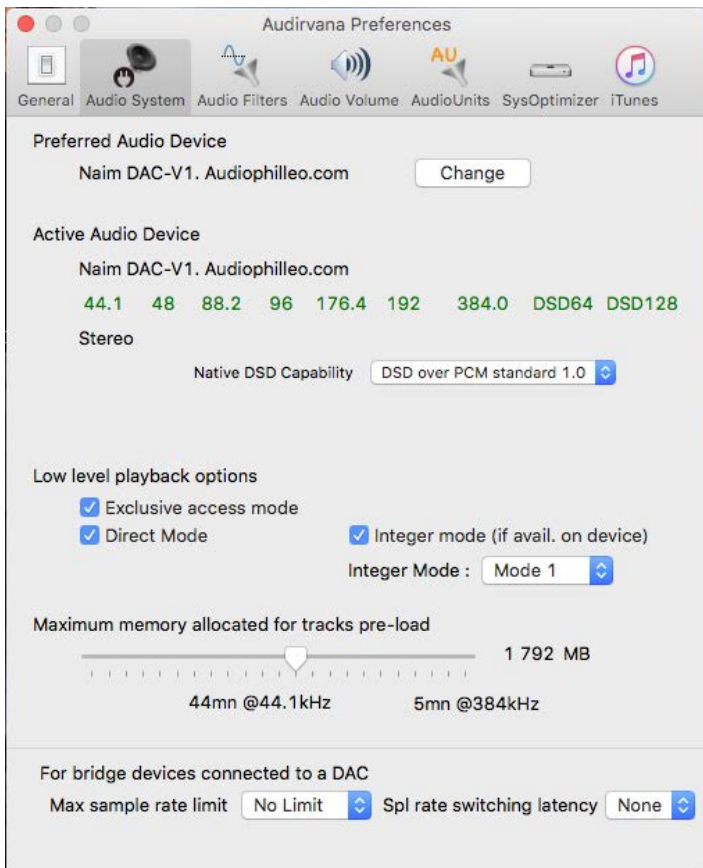 Audirvana Preferences
AU
General Audio System Audio Filters Audio Volume AudioUnits SysOptimizer iTunes
Preferred Audio Device
Naim DAC-V1. Audiophilleo.com Change
Active Audio Device
Naim DAC-V1. Audiophilleo.com
44.1 48 88.2 96 176.4 192 384.0 DSD64 DSD128
Stereo
Native DSD Capability DSD over PCM standard 1.0
Low level playback options
Exclusive access mode
Direct Mode Integer mode (if avail. on device)
Integer Mode : Mode 1
Maximum memory allocated for tracks pre-load
1 792 MB
44mn @44.1kHz 5mn @384kHz
For bridge devices connected to a DAC
Max sample rate limit No Limit Spl rate switching latency None